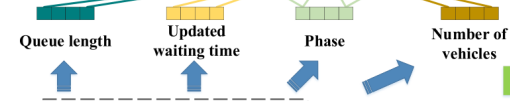 Queue length
Updated
waiting time
Phase
Number of
vehicles